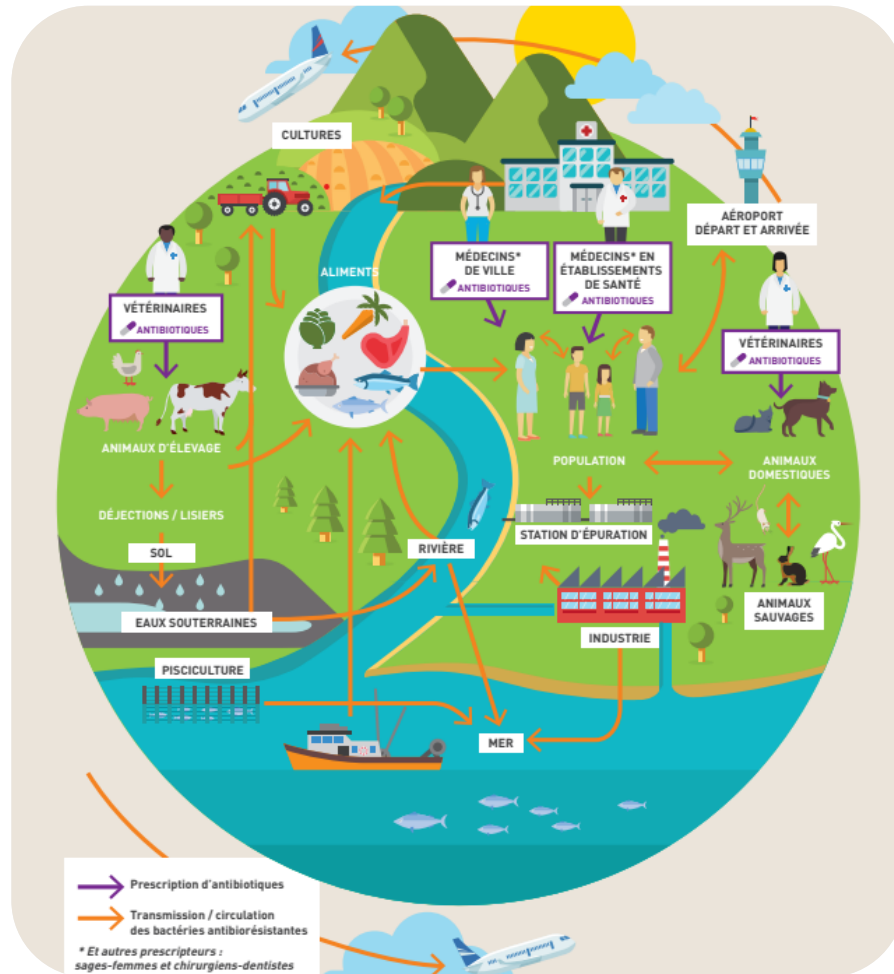 CULTURES
AÉROPORT
DÉPART ET ARRIVÉE
MÉDECINS*
DE VILLE
ANTIBIOTIQUES
MÉDECINS* EN
ÉTABLISSEMENTS
DE SANTÉ
ANTIBIOTIQUES
ALIMENTS
VÉTÉRINAIRES
ANTIBIOTIQUES
VÉTÉRINAIRES
ANTIBIOTIQUES
ANIMAUX D'ÉLEVAGE
POPULATION
ANIMAUX
DOMESTIQUES
DÉJECTIONS / LISIERS
SOL
RIVIÈRE
STATION D'ÉPURATION
ANIMAUX
SAUVAGES
EAUX SOUTERRAINES
INDUSTRIE
PISCICULTURE
MER
Prescription d'antibiotiques
Transmission / circulation
des bactéries antibiorésistantes
* Et autres prescripteurs :
sages-femmes et chirurgiens-dentistes